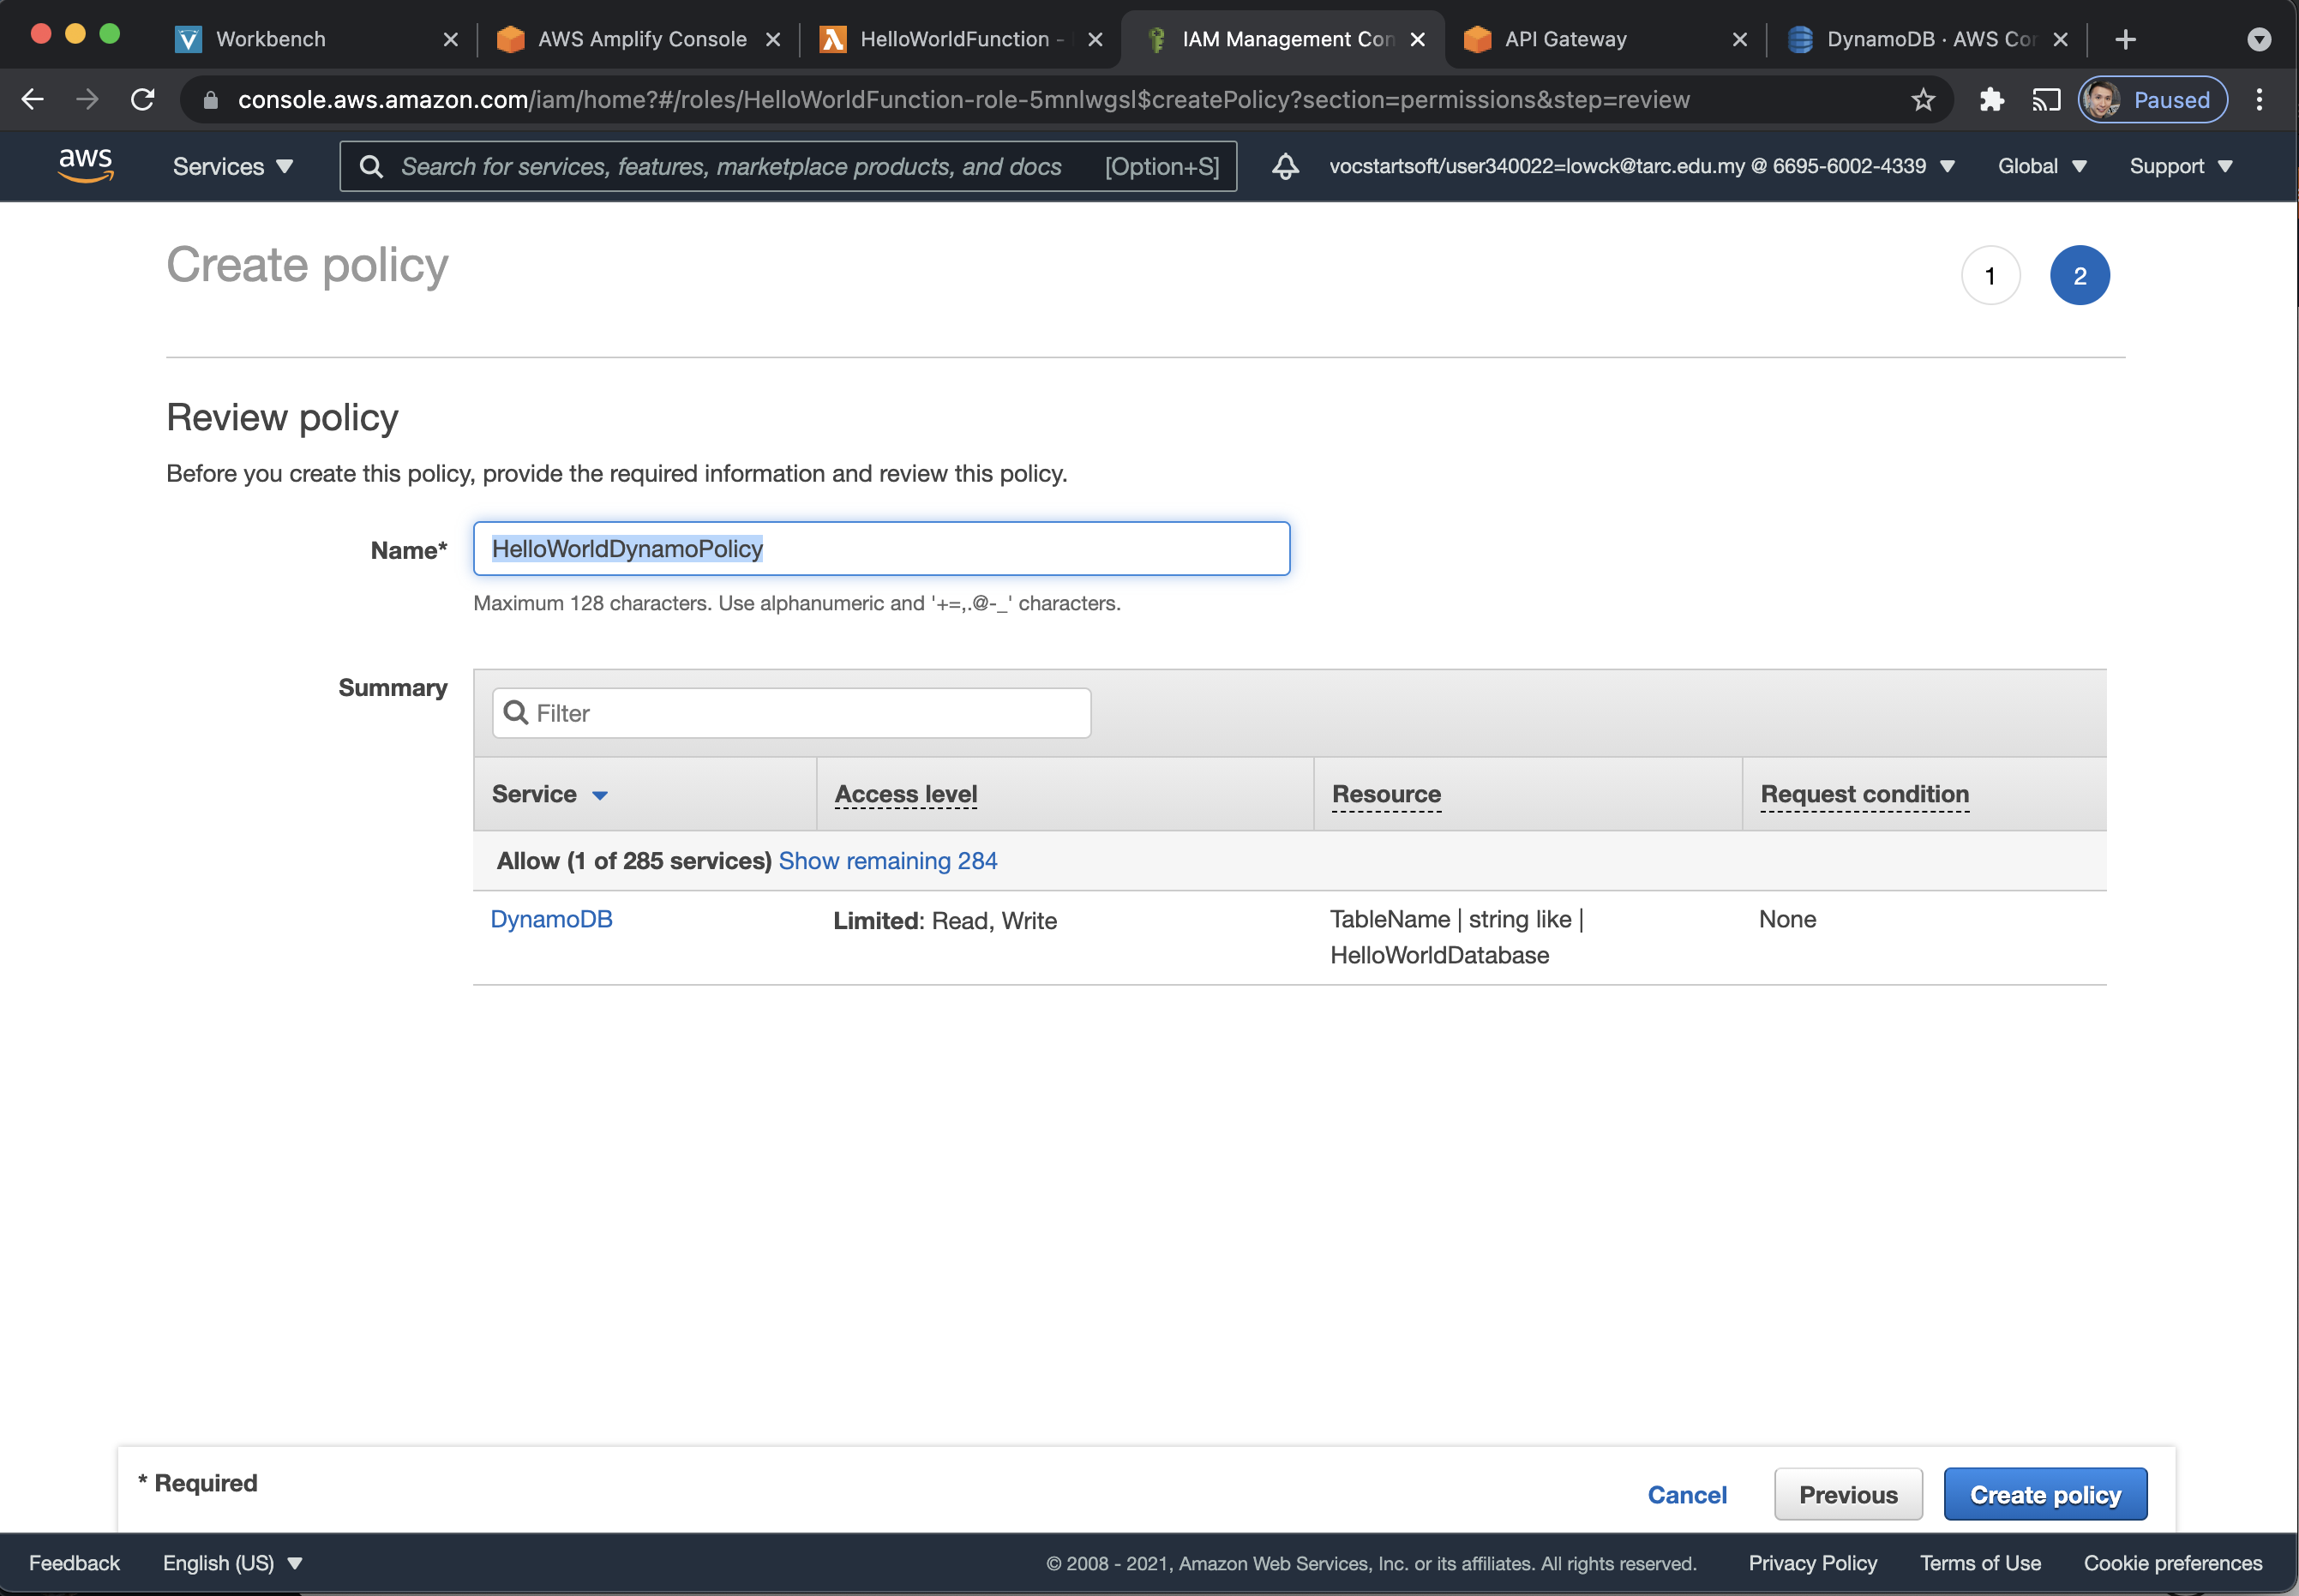 Workbench
AWS Amplify Console
HelloWorldFunction -
IAM Management Con
API Gateway
DynamoDB · AWS Cor
console.aws.amazon.com/iam/home?#/roles/HelloWorldFunction-role-5mnlwgsl$createPolicy?section=permissions&step=review
Paused
aws
Services
Search for services, features, marketplace products, and docs
[Option+S]
vocstartsoft/user340022=lowck@tarc.edu.my @ 6695-6002-4339
Global
Support
Create policy
1
2
Review policy
Before you create this policy, provide the required information and review this policy.
Name*
HelloWorldDynamoPolicy
Maximum 128 characters. Use alphanumeric and '+=,.@-_' characters.
Summary
Filter
Service
Access level
Resource
Request condition
Allow (1 of 285 services) Show remaining 284
DynamoDB
Limited: Read, Write
TableName | string like |
HelloWorldDatabase
None
* Required
Cancel
Previous
Create policy
Feedback
English (US)
© 2008 - 2021, Amazon Web Services, Inc. or its affiliates. All rights reserved.
Privacy Policy
Terms of Use
Cookie preferences